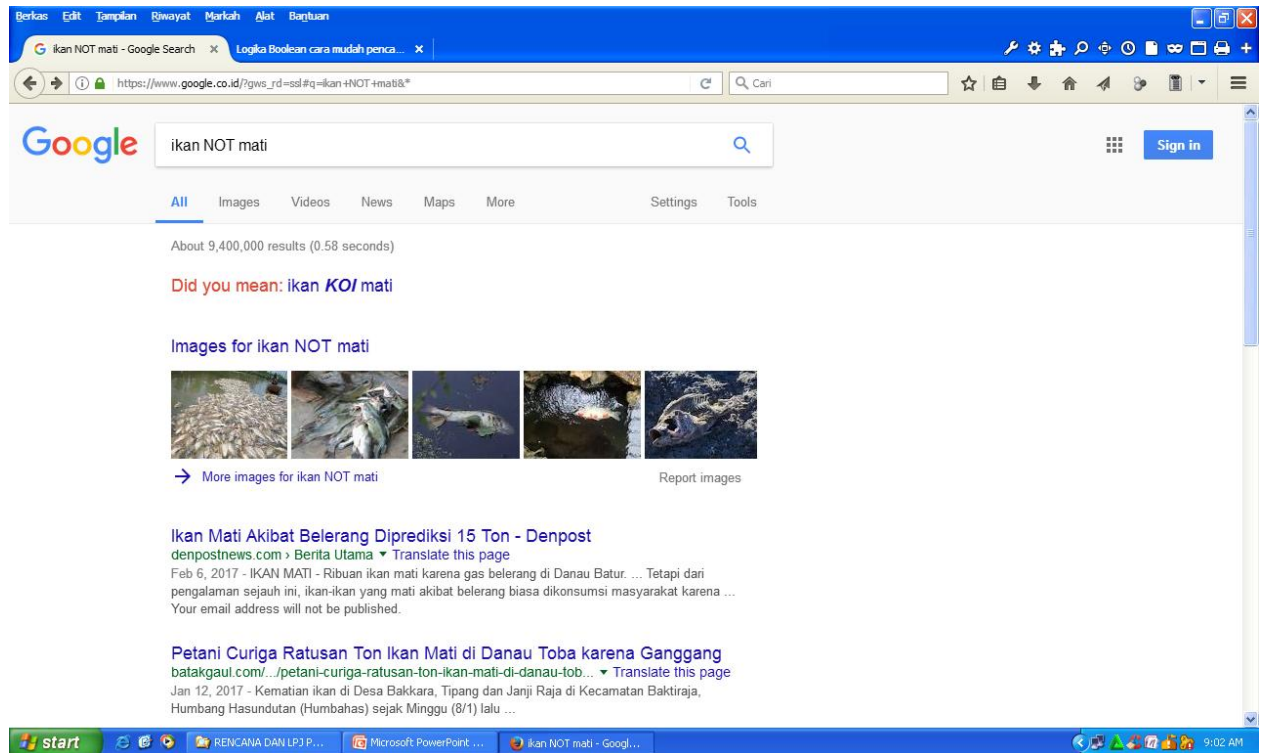 Berkas Edit Tampilan Riwayat Markah Alat Bantuan
ikan NOT mati - Google Search
Logika Boolean cara mudah penca...
https://www.google.co.id/?gws_rd=ssl#q=ikan+NOT+mati&*
Cari
Google
ikan NOT mati
Sign in
All Images Videos News Maps More Settings Tools
About 9,400,000 results (0.58 seconds)
Did you mean: ikan KOI mati
Images for ikan NOT mati
More images for ikan NOT mati
Report images
Ikan Mati Akibat Belerang Diprediksi 15 Ton - Denpost
denpostnews.com › Berita Utama ▾ Translate this page
Feb 6, 2017 - IKAN MATI - Ribuan ikan mati karena gas belerang di Danau Batur. ... Tetapi dari
pengalaman sejauh ini, ikan-ikan yang mati akibat belerang biasa dikonsumsi masyarakat karena ...
Your email address will not be published.
Petani Curiga Ratusan Ton Ikan Mati di Danau Toba karena Ganggang
batakgaul.com/.../petani-curiga-ratusan-ton-ikan-mati-di-danau-tob... ▾ Translate this page
Jan 12, 2017 - Kematian ikan di Desa Bakkara, Tipang dan Janji Raja di Kecamatan Baktiraja,
Humbang Hasundutan (Humbahas) sejak Minggu (8/1) lalu ...
start
RENCANA DAN LPJ P...
Microsoft PowerPoint ...
ikan NOT mati - Googl...
9:02 AM